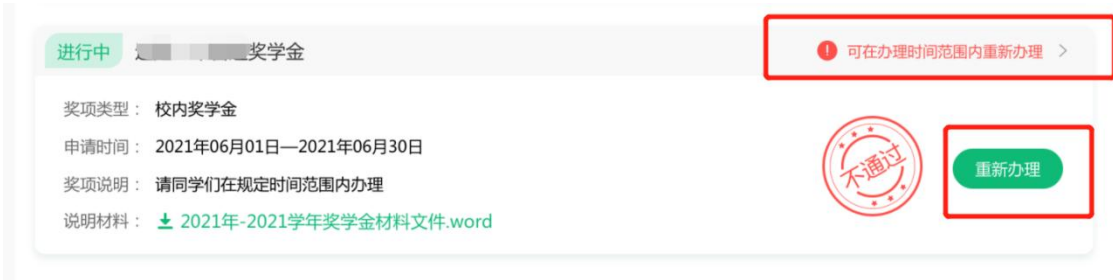 进行中 奖学金 可在办理时间范围内重新办理 >
奖项类型： 校内奖学金
申请时间： 2021年06月01日—2021年06月30日
奖项说明： 请同学们在规定时间范围内办理
不通过 重新办理
说明材料： 2021年-2021学年奖学金材料文件.word